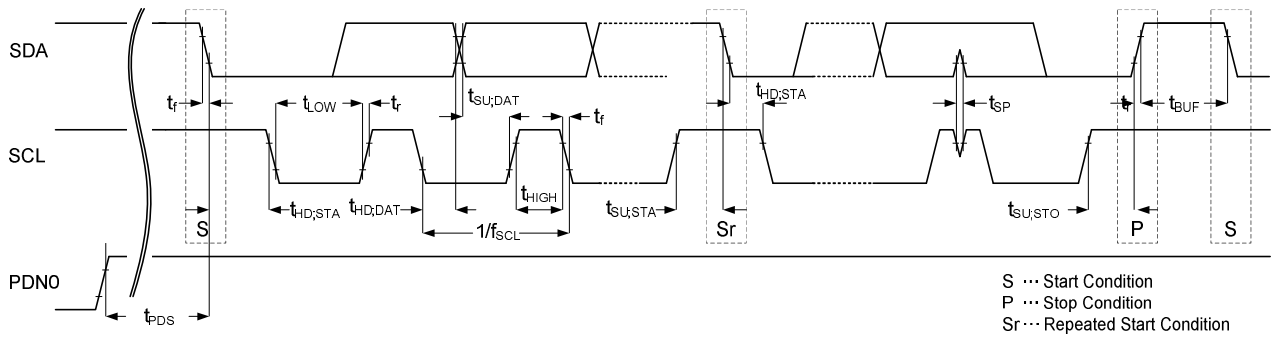 SDA
tf
tLOW
tr
tSU;DAT
tf
tHD;STA
tSP
tr
tBUF
SCL
tHD;STA
tHD;DAT
tHIGH
tSU;STA
tSU;STO
S
1/fSCL
Sr
P
S
PDN0
tPDS
S ··· Start Condition
P ··· Stop Condition
Sr ··· Repeated Start Condition